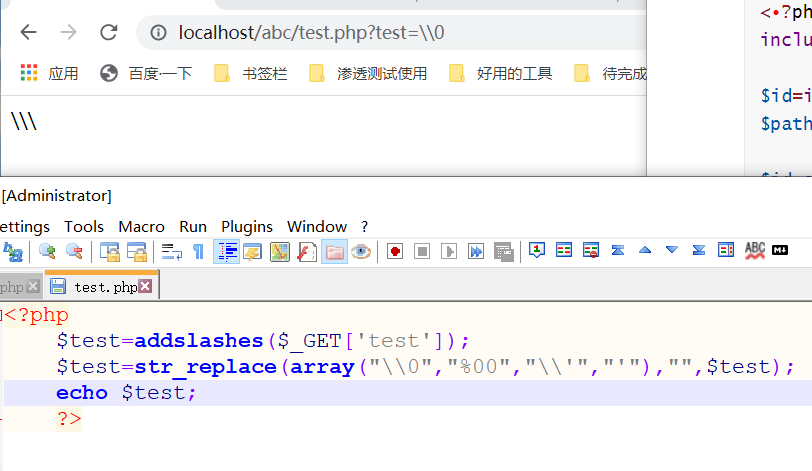 localhost/abc/test.php?test=\\0
<•?ph
inclu
应用 百度一下 书签栏 渗透测试使用 好用的工具 待完成
$id=i
$path
\\\
[Administrator]
ettings Tools Macro Run Plugins Window ?
ABC
php test.php
<?php
$test=addslashes($_GET['test']);
$test=str_replace(array("\\0","%00","\\'","'"),"",$test);
echo $test;
?>